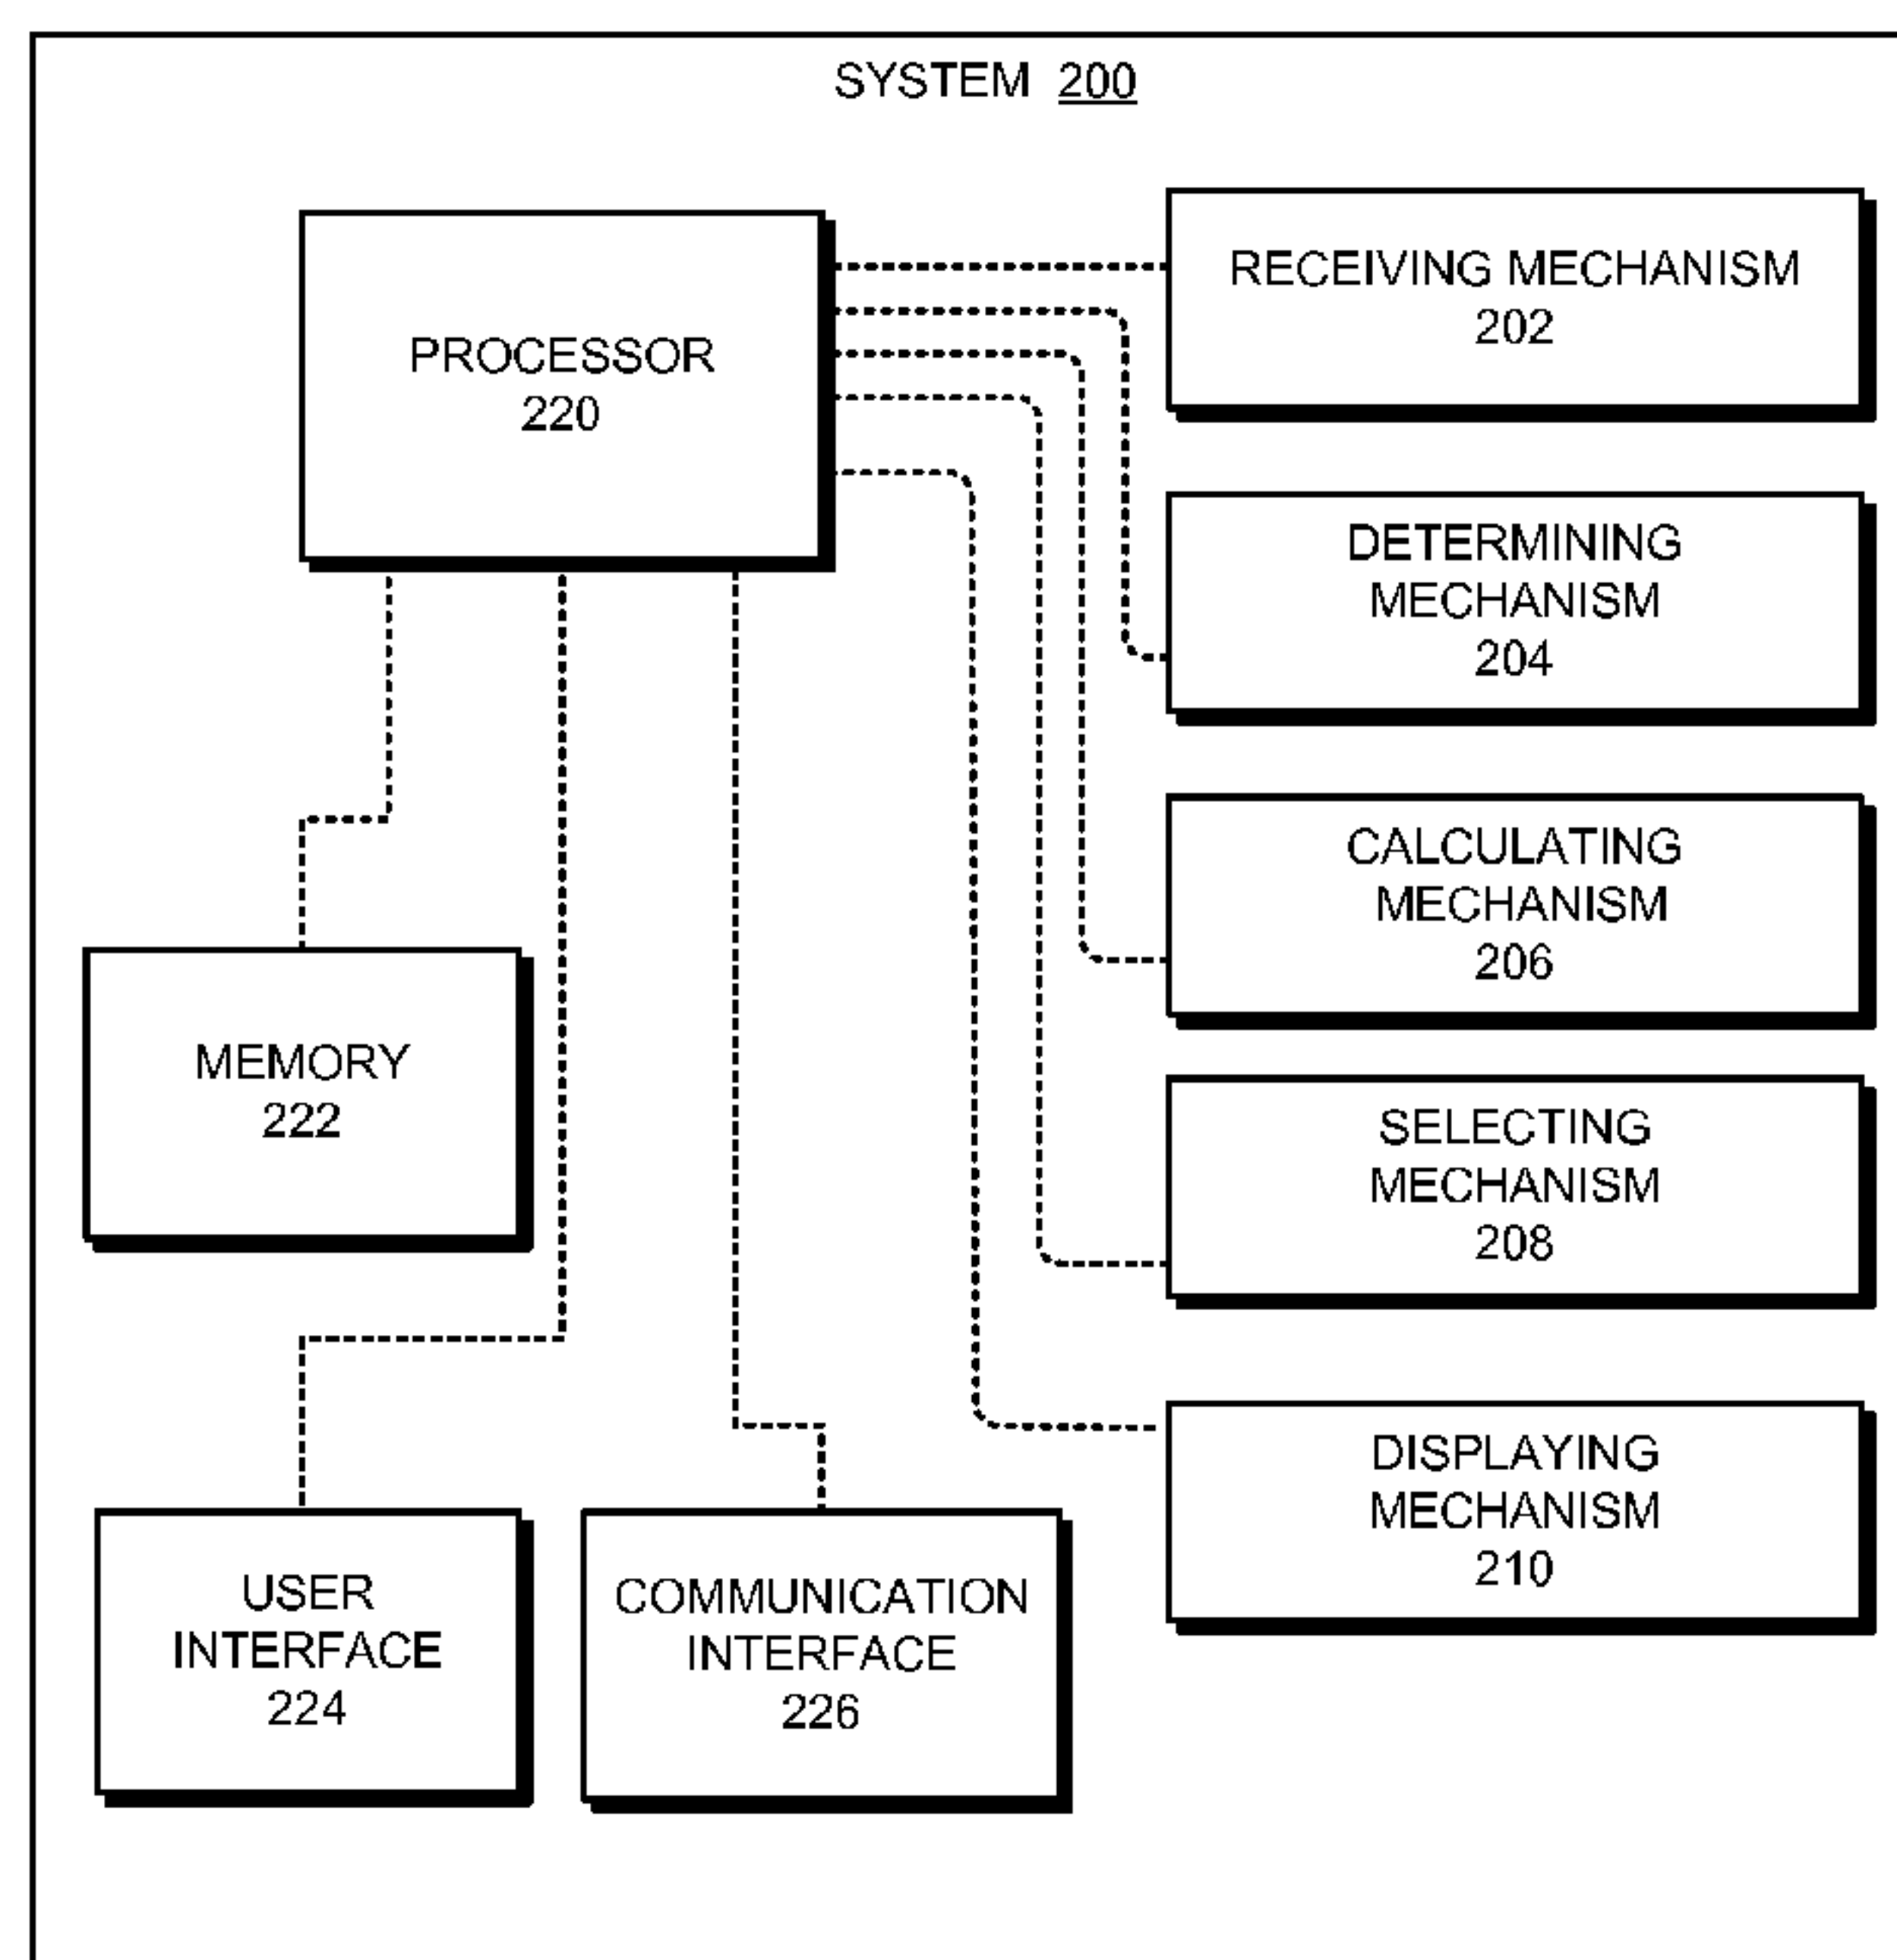 SYSTEM 200
PROCESSOR
220
RECEIVING MECHANISM
202
DETERMINING
MECHANISM
204
CALCULATING
MECHANISM
206
MEMORY
222
SELECTING
MECHANISM
208
DISPLAYING
MECHANISM
210
USER
INTERFACE
224
COMMUNICATION
INTERFACE
226